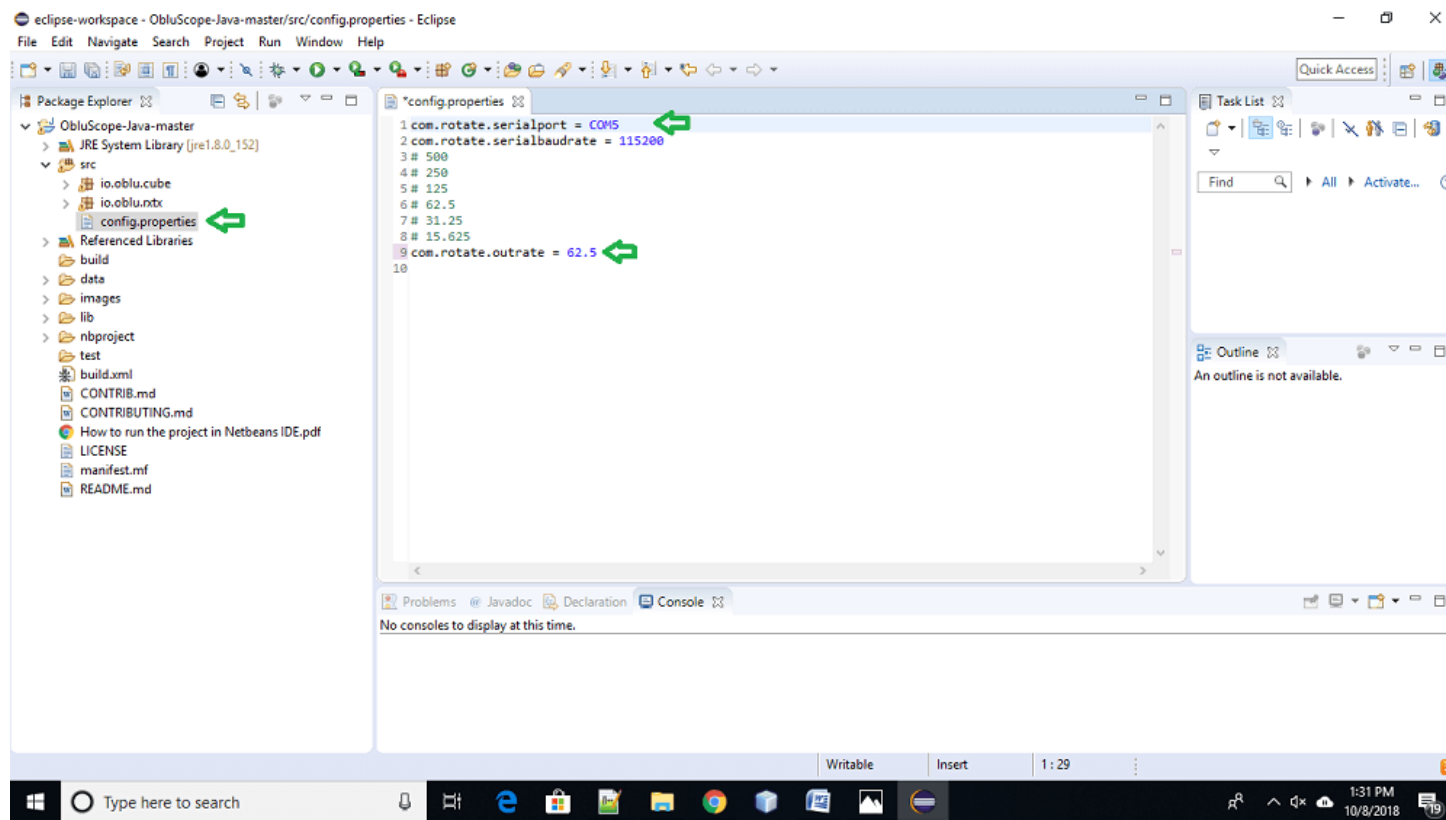 eclipse-workspace - ObluScope-Java-master/src/config.properties - Eclipse
File Edit Navigate Search Project Run Window Help
Quick Access
Package Explorer
ObluScope-Java-master
JRE System Library [jre1.8.0_152]
src
io.oblu.cube
io.oblu.rxtx
config.properties
Referenced Libraries
build
data
images
lib
nbproject
test
build.xml
CONTRIB.md
CONTRIBUTING.md
How to run the project in Netbeans IDE.pdf
LICENSE
manifest.mf
README.md
*config.properties
1 com.rotate.serialport = COM5
2 com.rotate.serialbaudrate = 115200
3 # 500
4 # 250
5 # 125
6 # 62.5
7 # 31.25
8 # 15.625
9 com.rotate.outrate = 62.5
10
Task List
Find All Activate...
Outline
An outline is not available.
Problems @ Javadoc Declaration Console
No consoles to display at this time.
Writable Insert 1 : 29
Type here to search
1:31 PM
10/8/2018
19